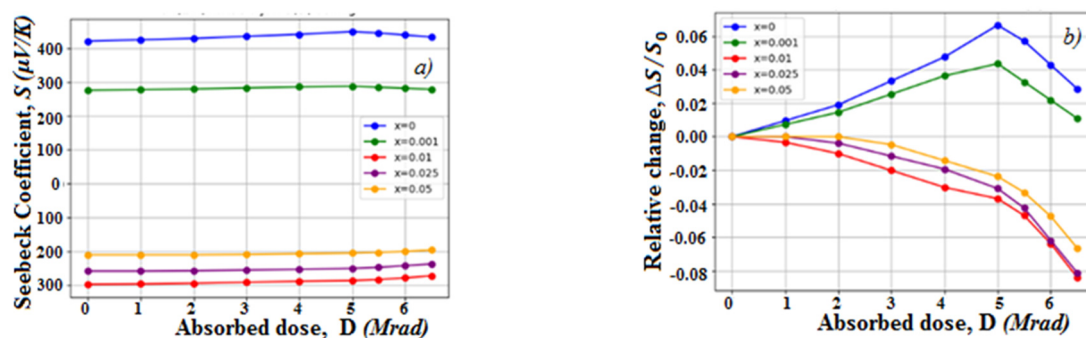 Seebeck Coefficient, S (μV/K)
400
300
200
100
0
100
200
300
a)
x=0
x=0.001
x=0.01
x=0.025
x=0.05
0 1 2 3 4 5 6
Absorbed dose, D (Mrad)
Relative change, ΔS/S₀
0.06
0.04
0.02
0.00
-0.02
-0.04
-0.06
-0.08
b)
x=0
x=0.001
x=0.01
x=0.025
x=0.05
0 1 2 3 4 5 6
Absorbed dose, D (Mrad)